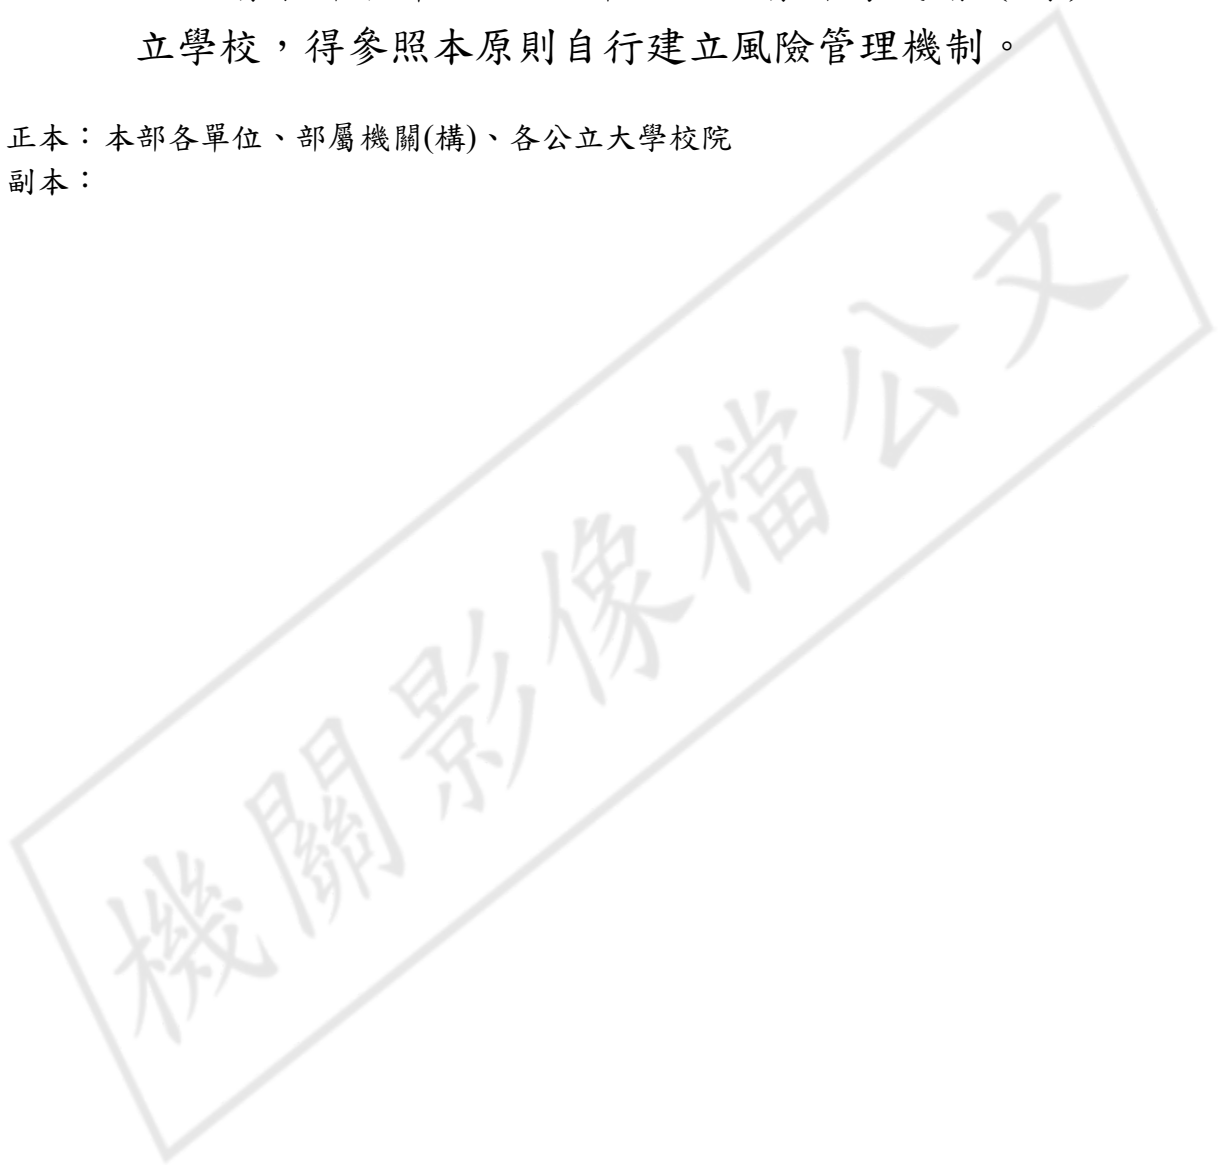 立學校，得參照本原則自行建立風險管理機制。
正本：本部各單位、部屬機關(構)、各公立大學校院
副本：
機關影像檔公文